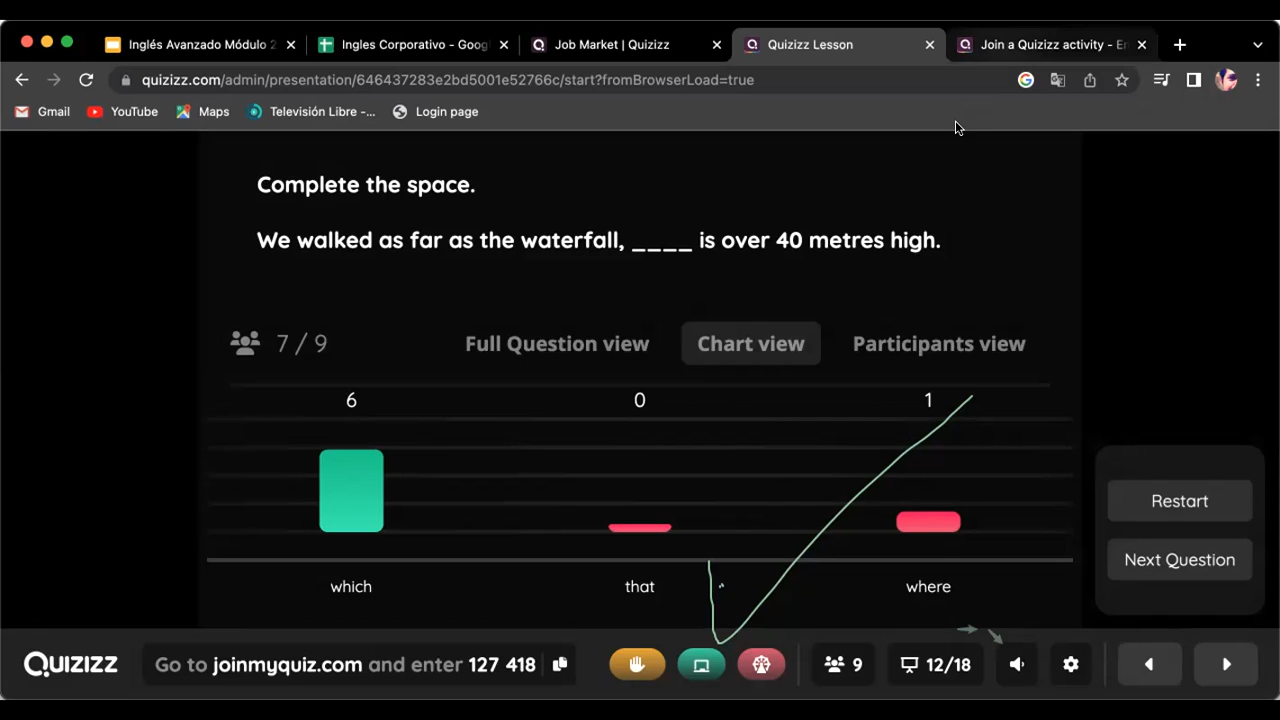 Inglés Avanzado Módulo 2
Ingles Corporativo - Goog
Job Market | Quizizz
Quizizz Lesson
Join a Quizizz activity - En
quizizz.com/admin/presentation/646437283e2bd5001e52766c/start?fromBrowserLoad=true
Gmail
YouTube
Maps
Televisión Libre -...
Login page
Complete the space.
We walked as far as the waterfall, ____ is over 40 metres high.
7 / 9
Full Question view
Chart view
Participants view
6
0
1
which
that
where
Restart
Next Question
QUIZIZZ
Go to joinmyquiz.com and enter 127 418
9
12/18